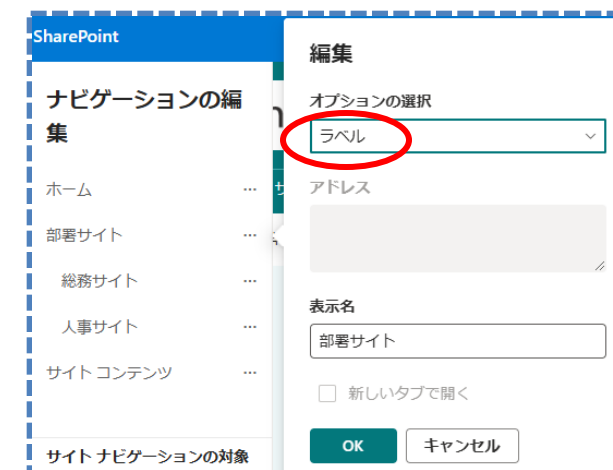 SharePoint
ナビゲーションの編
集
ホーム ...
部署サイト ...
総務サイト ...
人事サイト ...
サイト コンテンツ ...
サイト ナビゲーションの対象
編集
オプションの選択
ラベル
アドレス
表示名
部署サイト
新しいタブで開く
OK キャンセル